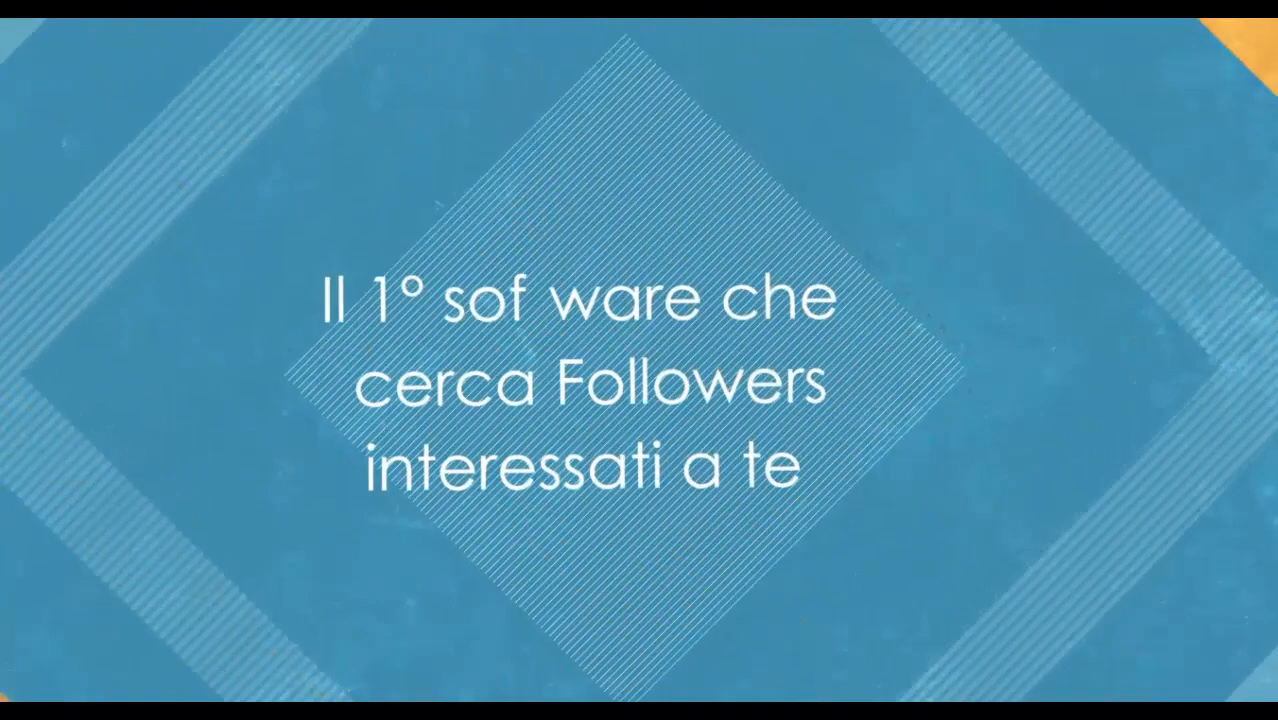 Il 1° sof ware che
cerca Followers
interessati a te